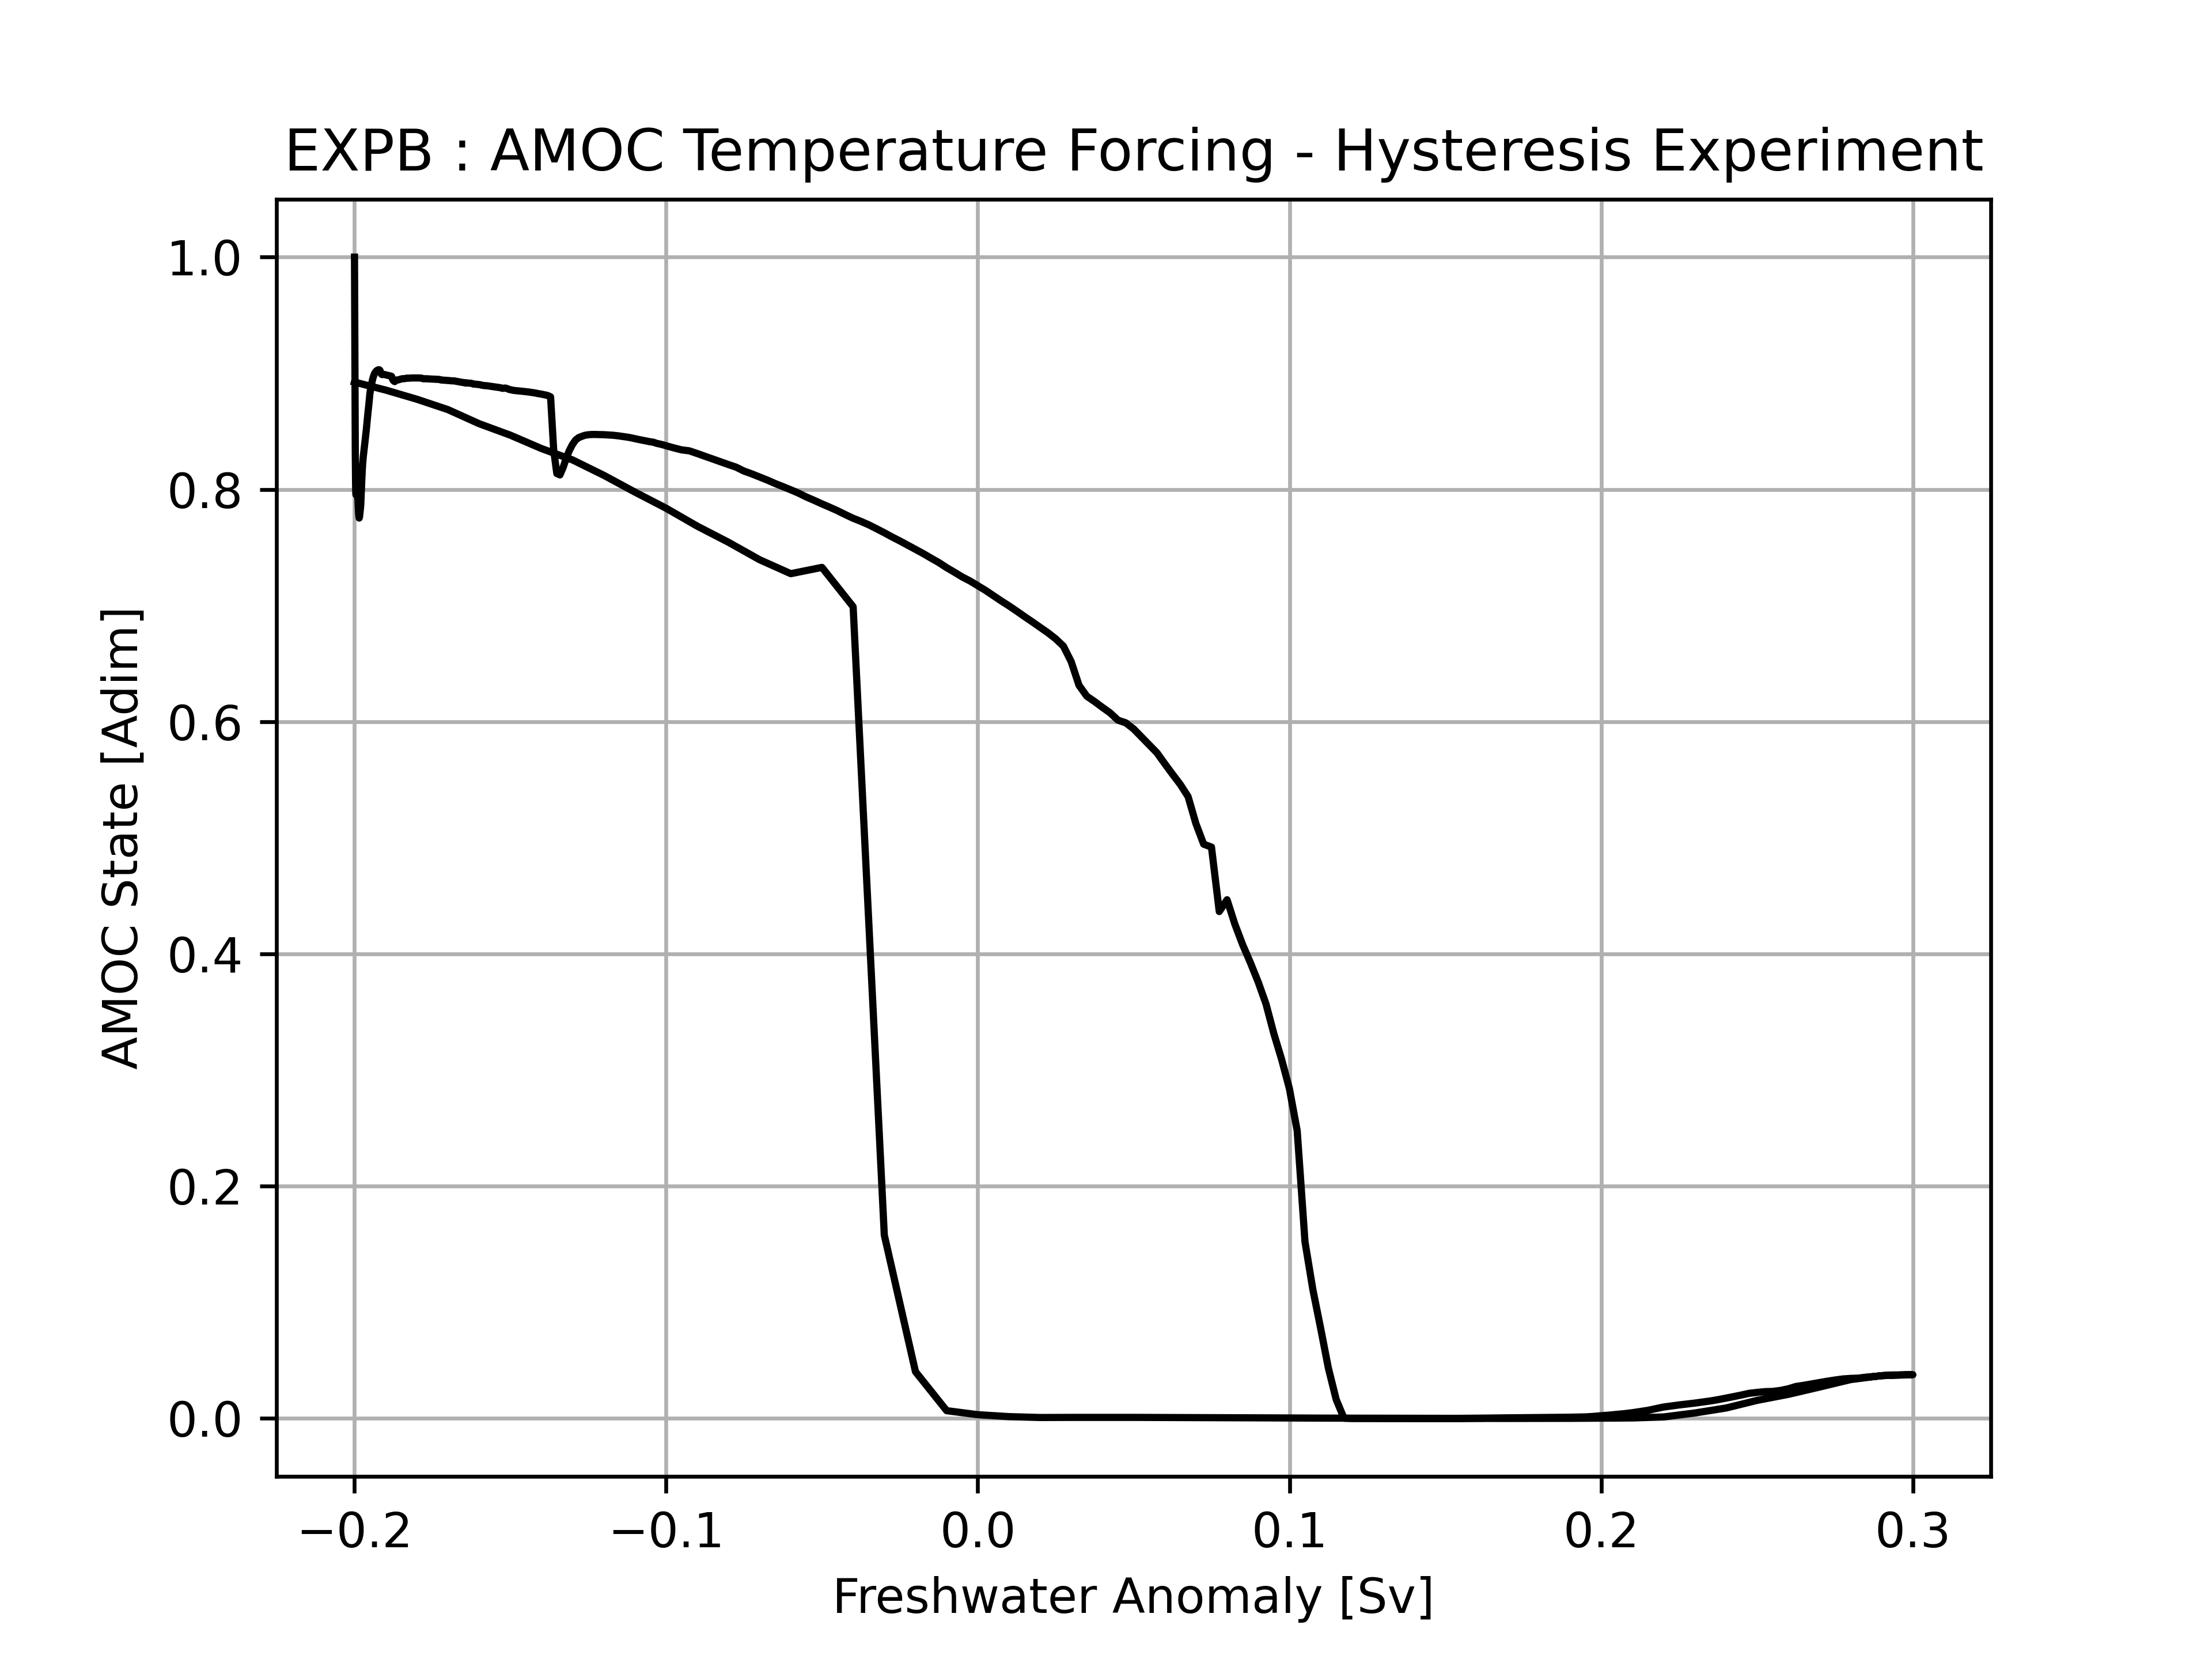 EXPB : AMOC Temperature Forcing - Hysteresis Experiment
AMOC State [Adim]
1.0
0.8
0.6
0.4
0.2
0.0
−0.2 −0.1 0.0 0.1 0.2 0.3
Freshwater Anomaly [Sv]